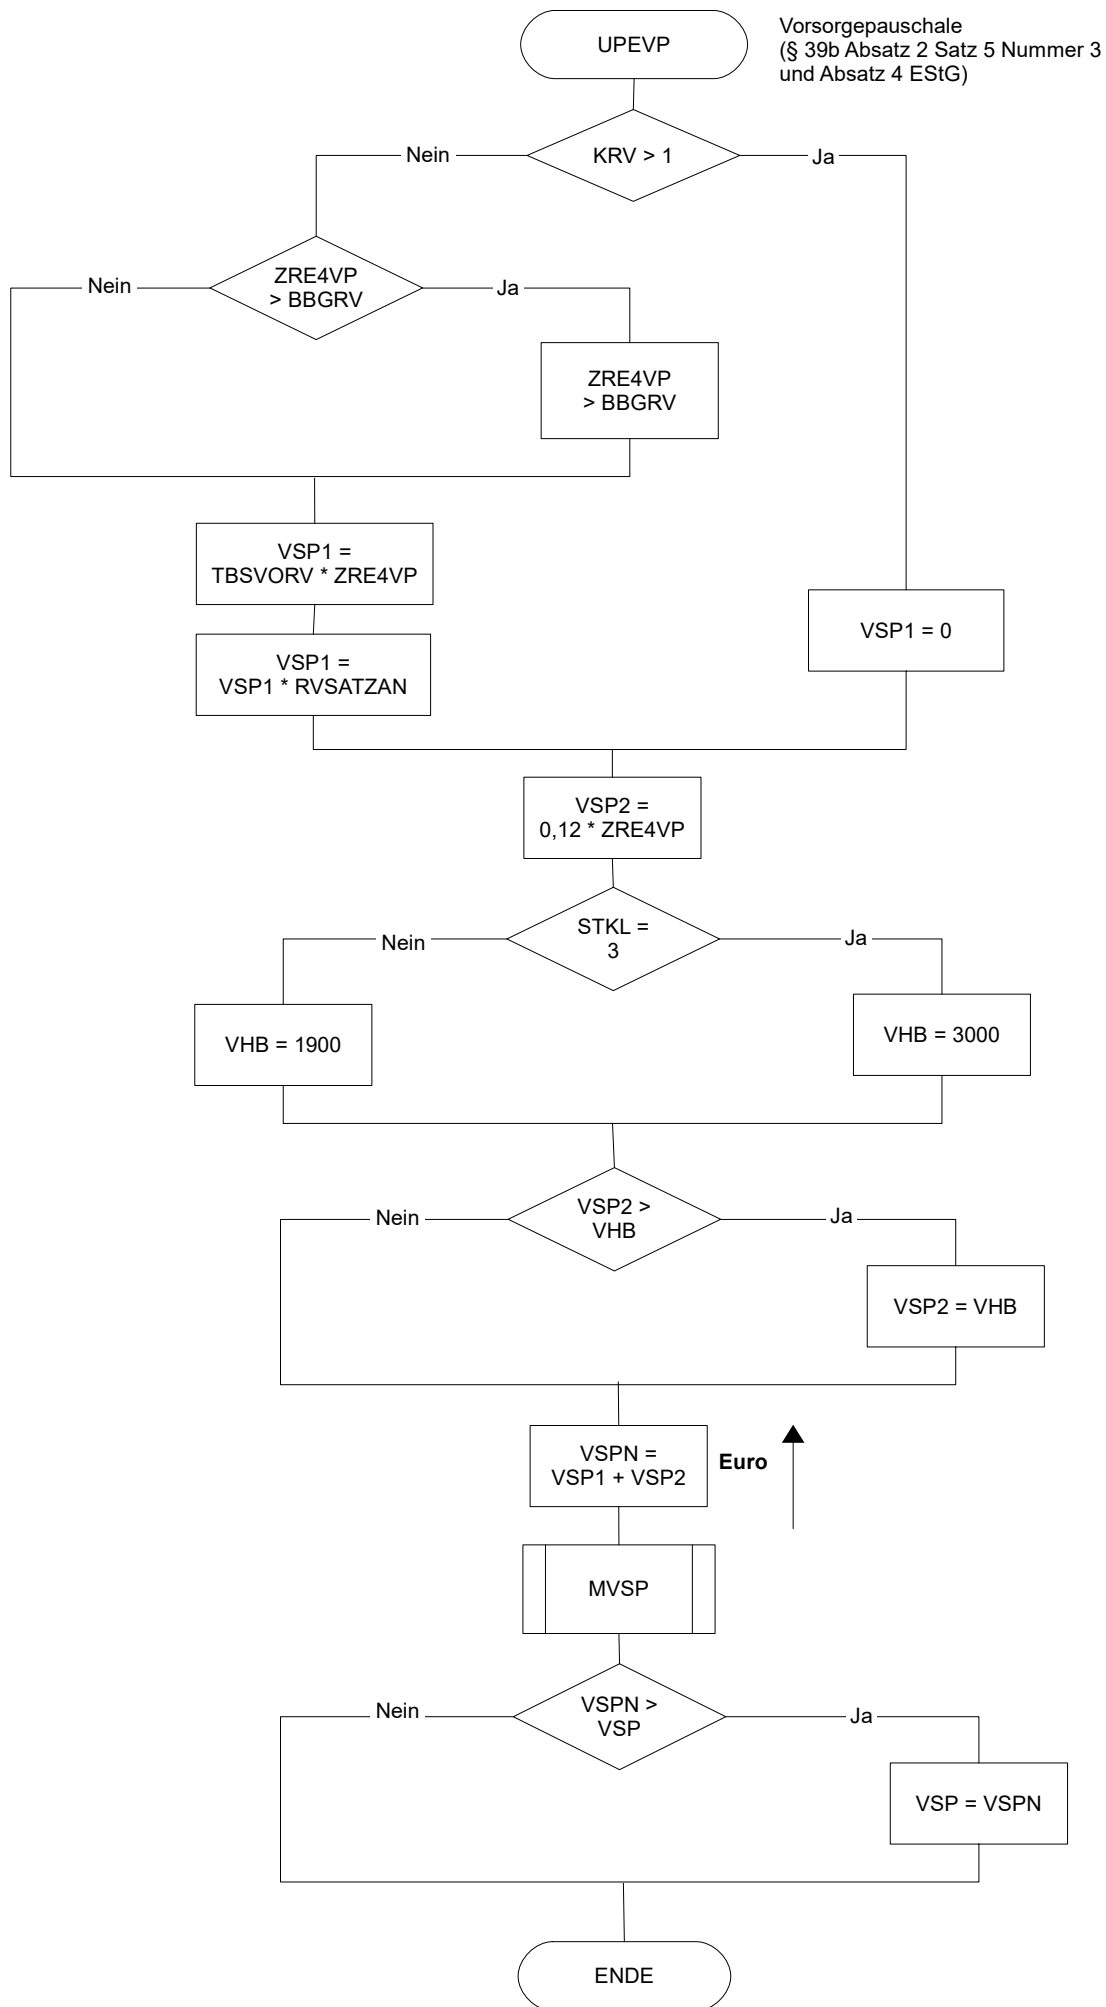 UPEVP
Vorsorgepauschale
(§ 39b Absatz 2 Satz 5 Nummer 3
und Absatz 4 EStG)
KRV > 1
Nein
Ja
ZRE4VP
> BBGRV
Nein
Ja
ZRE4VP
> BBGRV
VSP1 =
TBSVORV * ZRE4VP
VSP1 = 0
VSP1 =
VSP1 * RVSATZAN
VSP2 =
0,12 * ZRE4VP
STKL =
3
Nein
Ja
VHB = 1900
VHB = 3000
VSP2 >
VHB
Nein
Ja
VSP2 = VHB
VSPN =
VSP1 + VSP2
Euro
MVSP
VSPN >
VSP
Nein
Ja
VSP = VSPN
ENDE